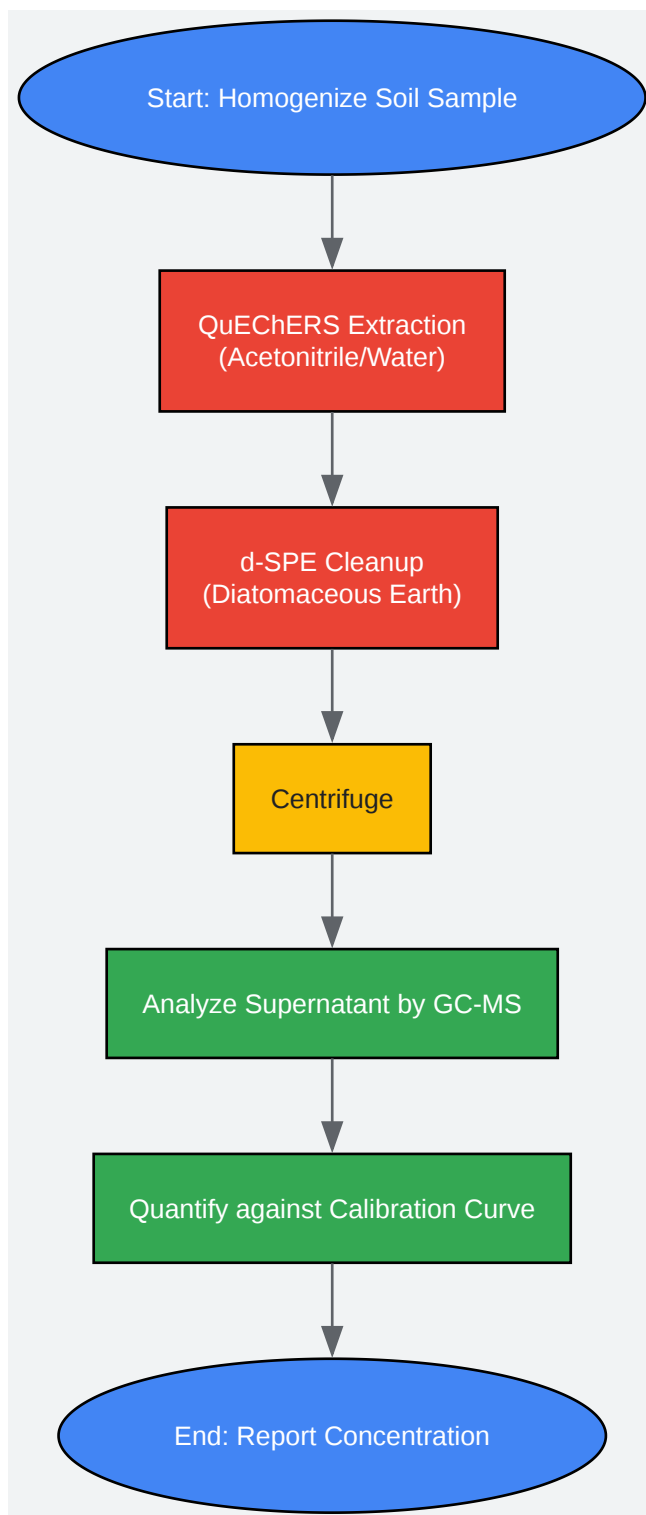 Start: Homogenize Soil Sample
QuEChERS Extraction
(Acetonitrile/Water)
d-SPE Cleanup
(Diatomaceous Earth)
Centrifuge
Analyze Supernatant by GC-MS
Quantify against Calibration Curve
End: Report Concentration